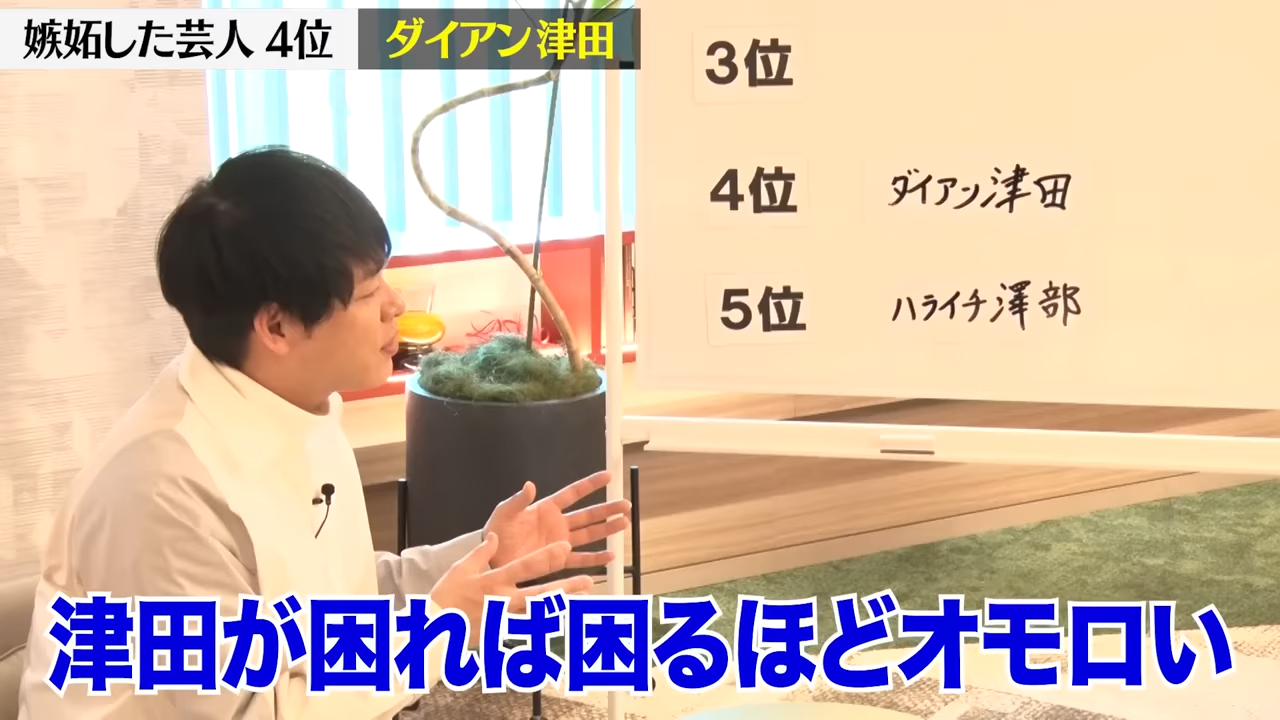 嫉妬した芸人 4位 ダイアン津田
3位
4位 ダイアン津田
5位 ハライチ澤部
津田が困れば困るほどオモロい